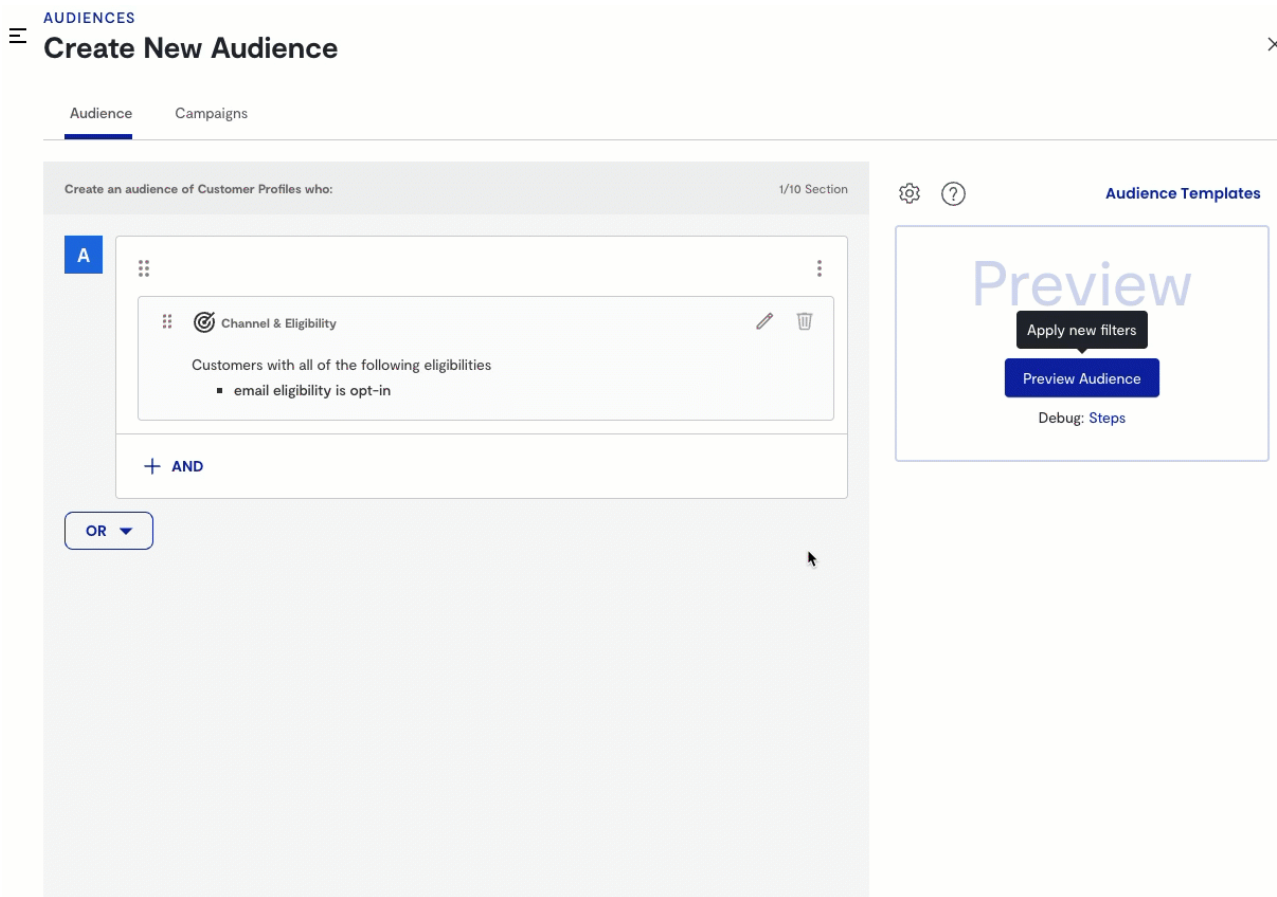 AUDIENCES
Create New Audience
Audience Campaigns
Create an audience of Customer Profiles who: 1/10 Section
Audience Templates
A
Channel & Eligibility
Customers with all of the following eligibilities
email eligibility is opt-in
+ AND
OR
Preview
Apply new filters
Preview Audience
Debug: Steps